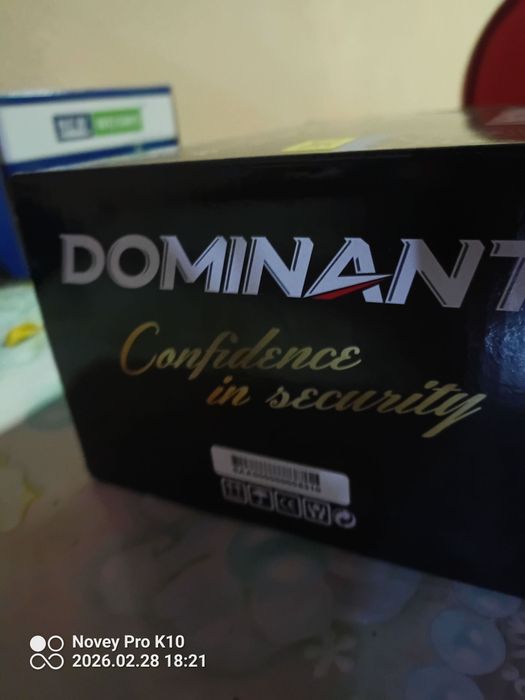 DOMINANT
Confidence
in security
Novey Pro K10
2026.02.28 18:21